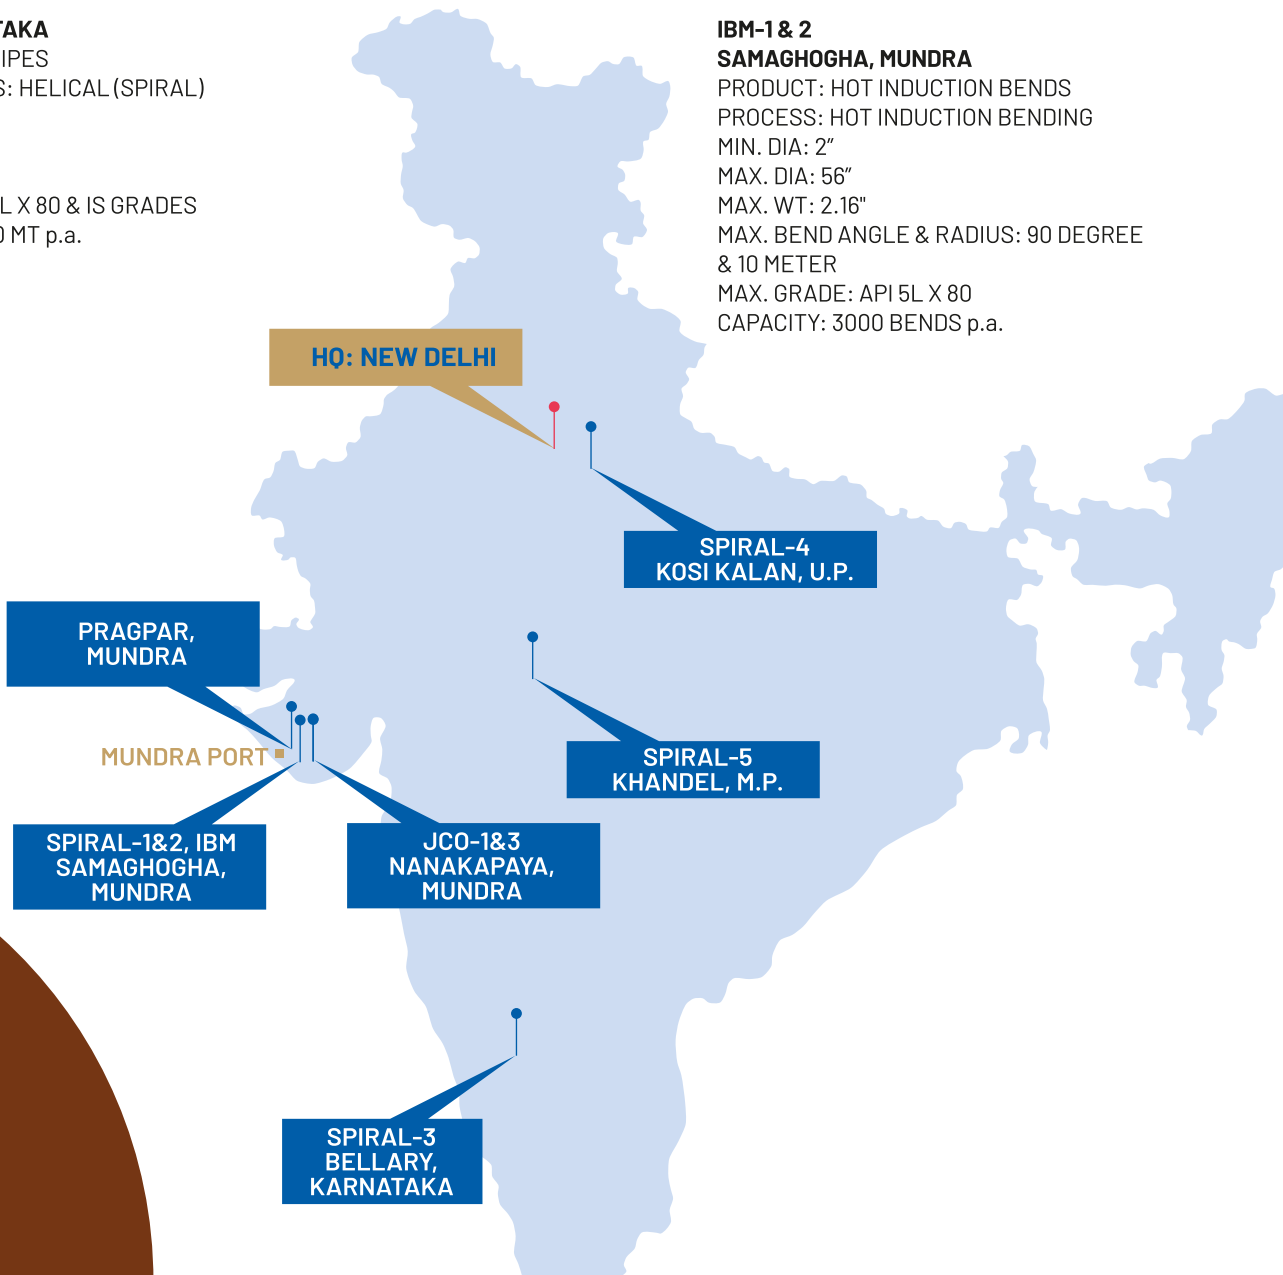 TAKA
IPES
S: HELICAL (SPIRAL)
L X 80 & IS GRADES
0 MT p.a.
IBM-1 & 2
SAMAGHOGHA, MUNDRA
PRODUCT: HOT INDUCTION BENDS
PROCESS: HOT INDUCTION BENDING
MIN. DIA: 2”
MAX. DIA: 56”
MAX. WT: 2.16"
MAX. BEND ANGLE & RADIUS: 90 DEGREE
& 10 METER
MAX. GRADE: API 5L X 80
CAPACITY: 3000 BENDS p.a.
HQ: NEW DELHI
SPIRAL-4
KOSI KALAN, U.P.
PRAGPAR,
MUNDRA
MUNDRA PORT
SPIRAL-5
KHANDEL, M.P.
SPIRAL-1&2, IBM
SAMAGHOGHA,
MUNDRA
JCO-1&3
NANAKAPAYA,
MUNDRA
SPIRAL-3
BELLARY,
KARNATAKA